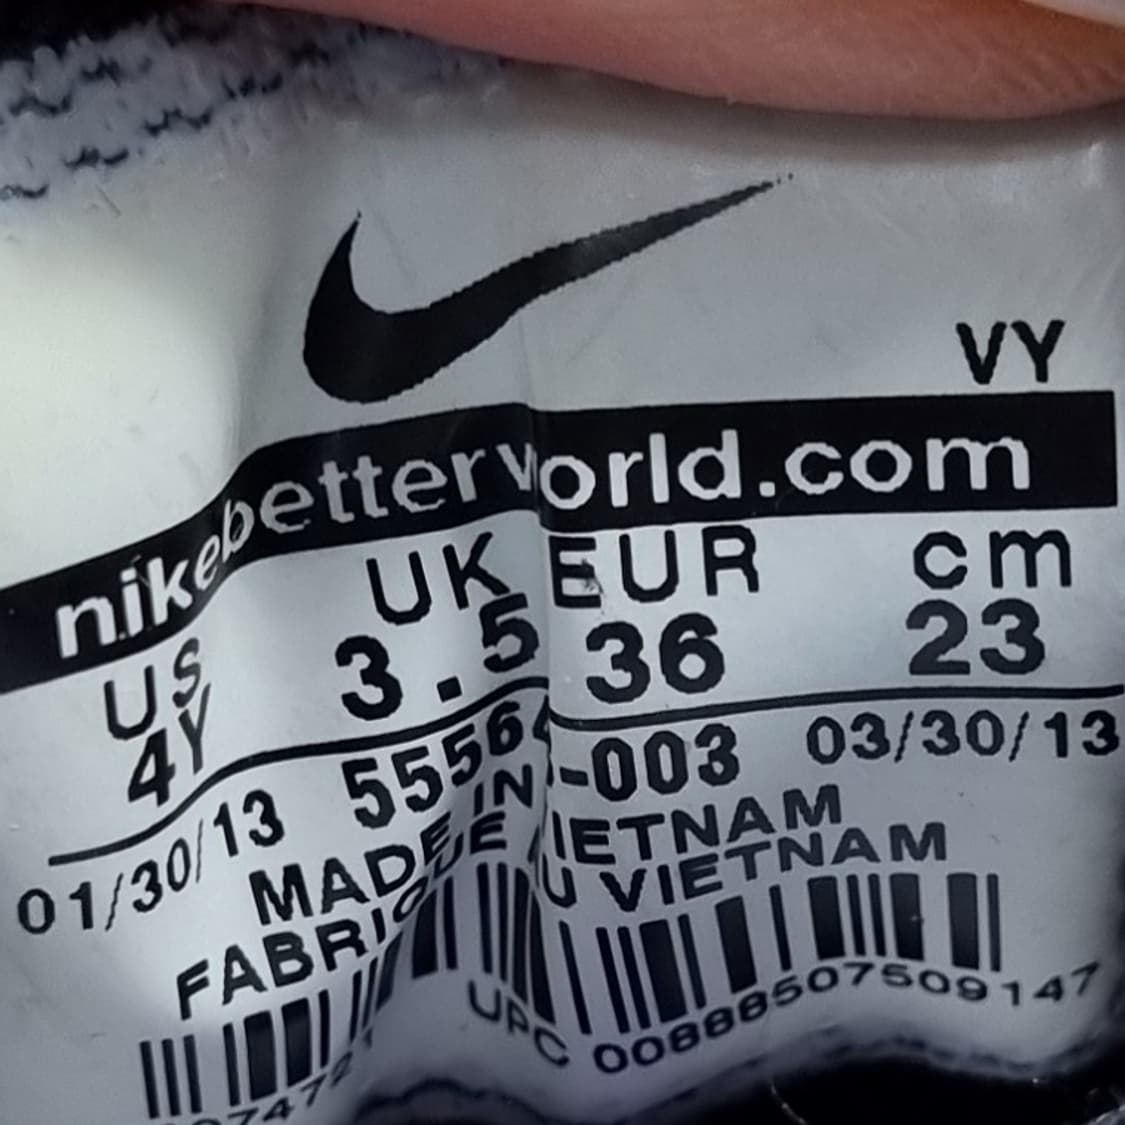 VY
nikebetterworld.com
US UK EUR cm
4Y 3.5 36 23
01/30/13 -003 03/30/13
MADE IN VIETNAM
FABRIQUE AU VIETNAM
UPC 00888507509147